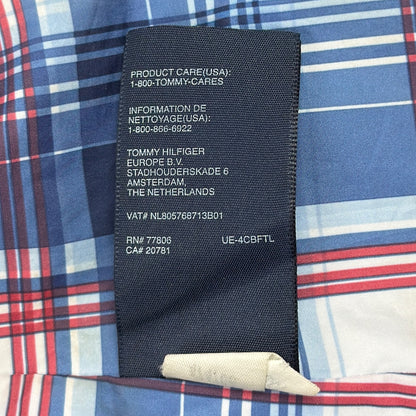 PRODUCT CARE(USA):
1-800-TOMMY-CARES
INFORMATION DE
NETTOYAGE(USA):
1-800-866-6922
TOMMY HILFIGER
EUROPE B.V.
STADHOUDERSKADE 6
AMSTERDAM,
THE NETHERLANDS
VAT# NL805768713B01
RN# 77806 UE-4CBFTL
CA# 20781